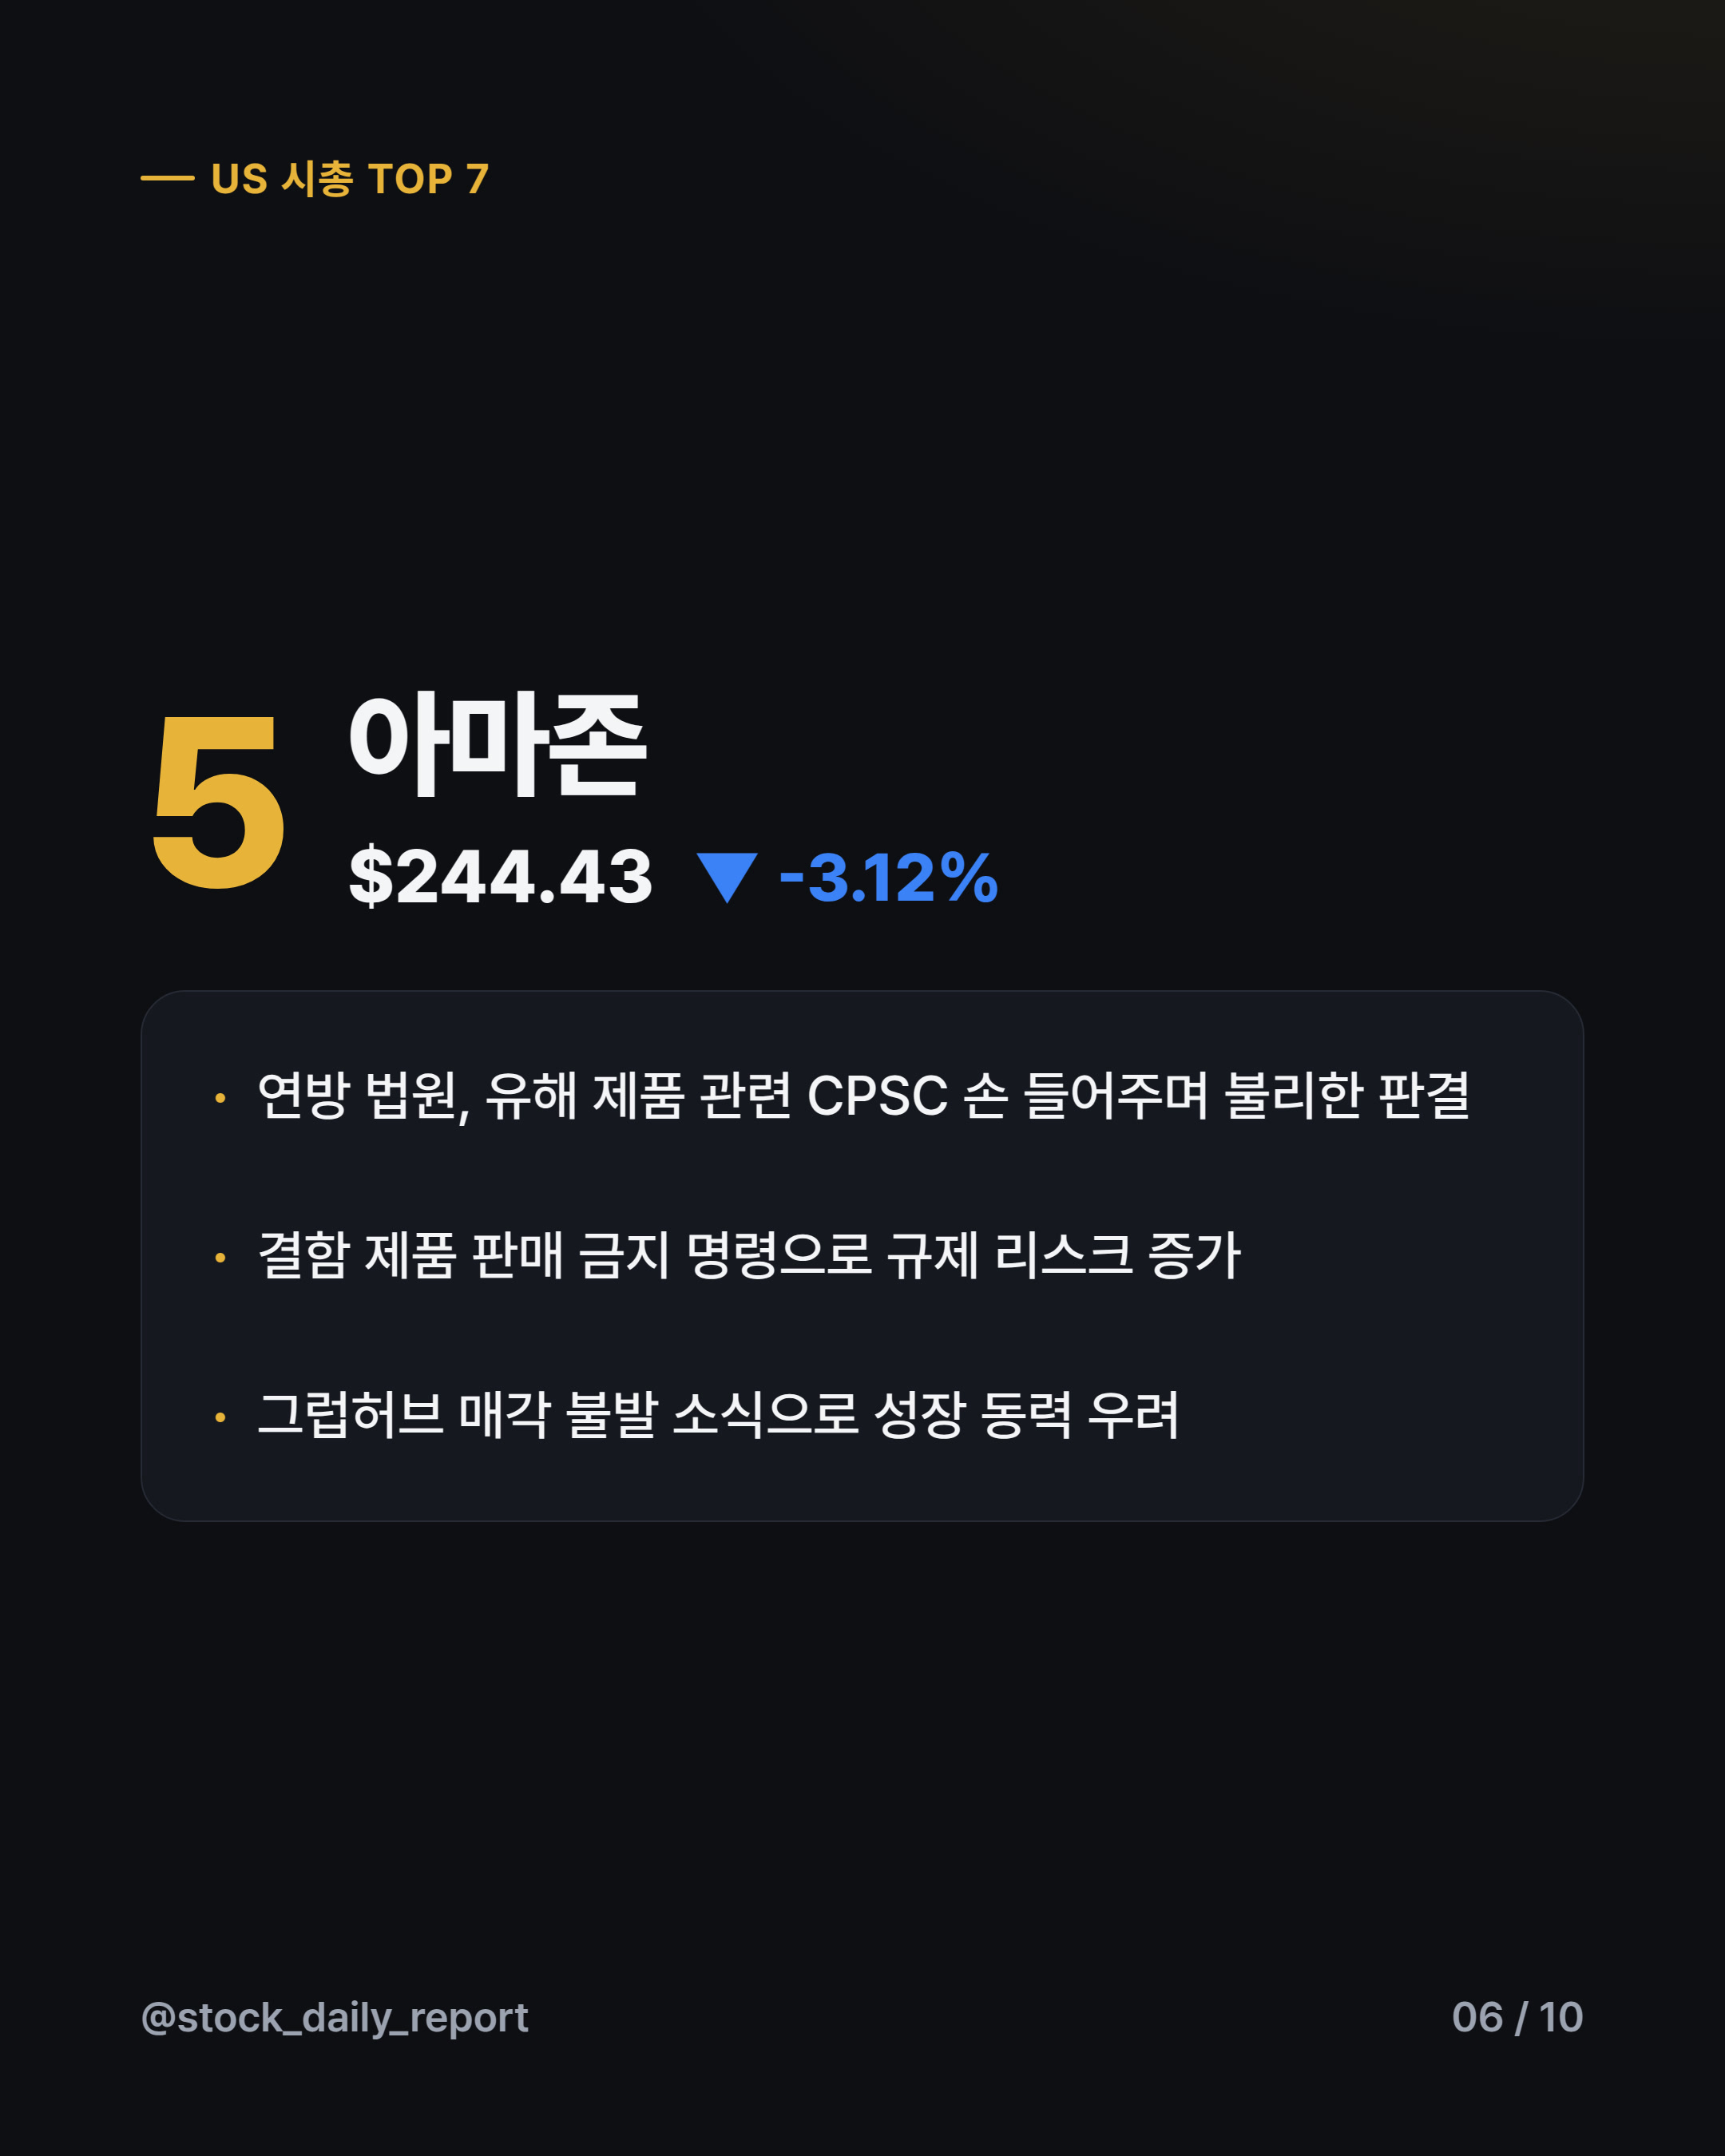 US 시총 TOP 7
5
아마존
$244.43 ▼ -3.12%
• 연방 법원, 유해 제품 관련 CPSC 손 들어주며 불리한 판결
• 결함 제품 판매 금지 명령으로 규제 리스크 증가
• 그럽허브 매각 불발 소식으로 성장 동력 우려
@stock_daily_report
06 / 10